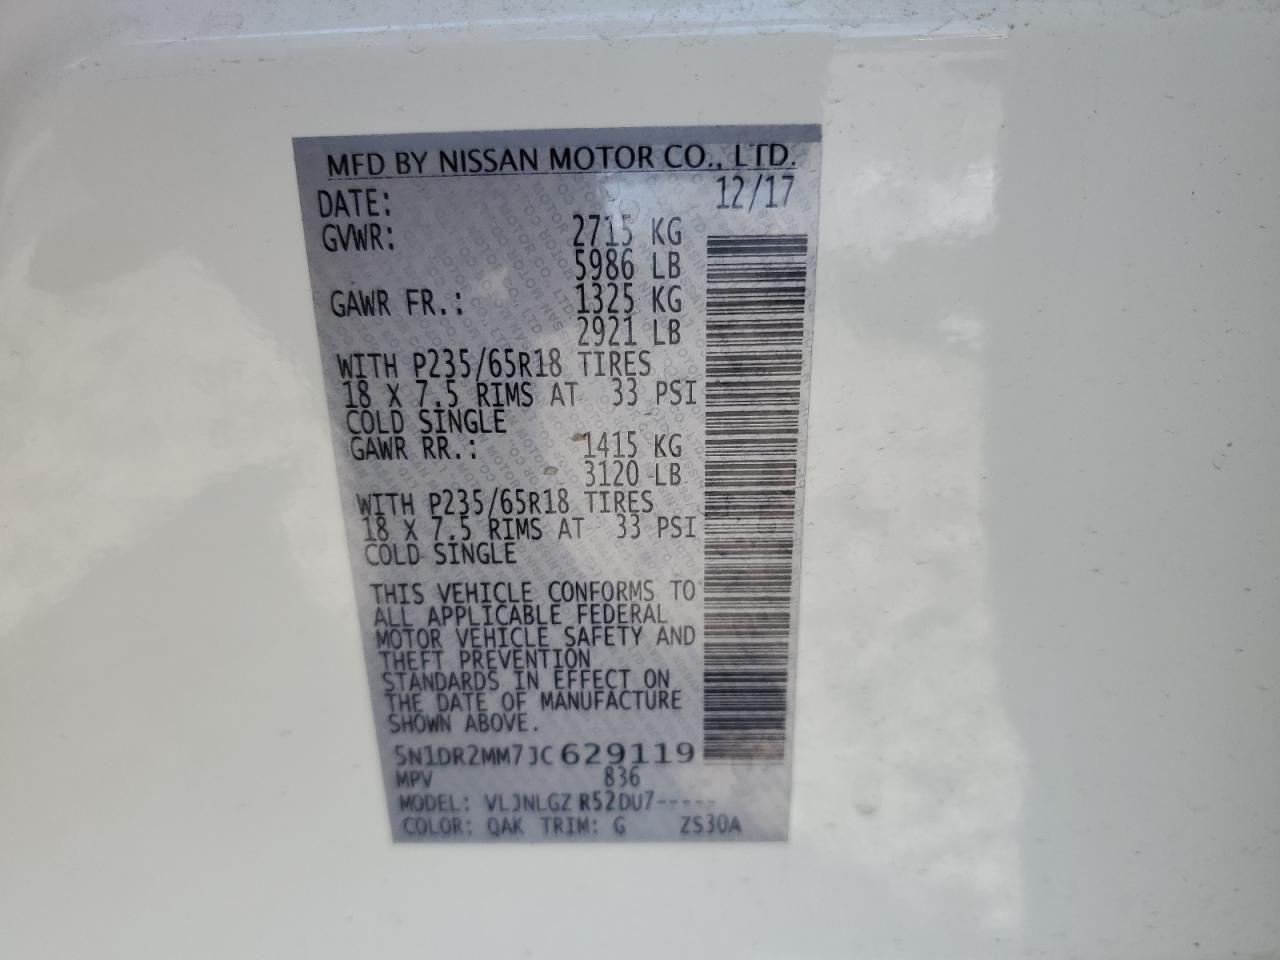 MFD BY NISSAN MOTOR CO., LTD.
DATE: 12/17
GVWR: 2715 KG
5986 LB
GAWR FR.: 1325 KG
2921 LB
WITH P235/65R18 TIRES
18 X 7.5 RIMS AT 33 PSI
COLD SINGLE
GAWR RR.: 1415 KG
3120 LB
WITH P235/65R18 TIRES
18 X 7.5 RIMS AT 33 PSI
COLD SINGLE
THIS VEHICLE CONFORMS TO
ALL APPLICABLE FEDERAL
MOTOR VEHICLE SAFETY AND
THEFT PREVENTION
STANDARDS IN EFFECT ON
THE DATE OF MANUFACTURE
SHOWN ABOVE.
5N1DR2MM7JC629119
MPV 836
MODEL: VLJNLGZ R52DU7-----
COLOR: QAK TRIM: G ZS30A